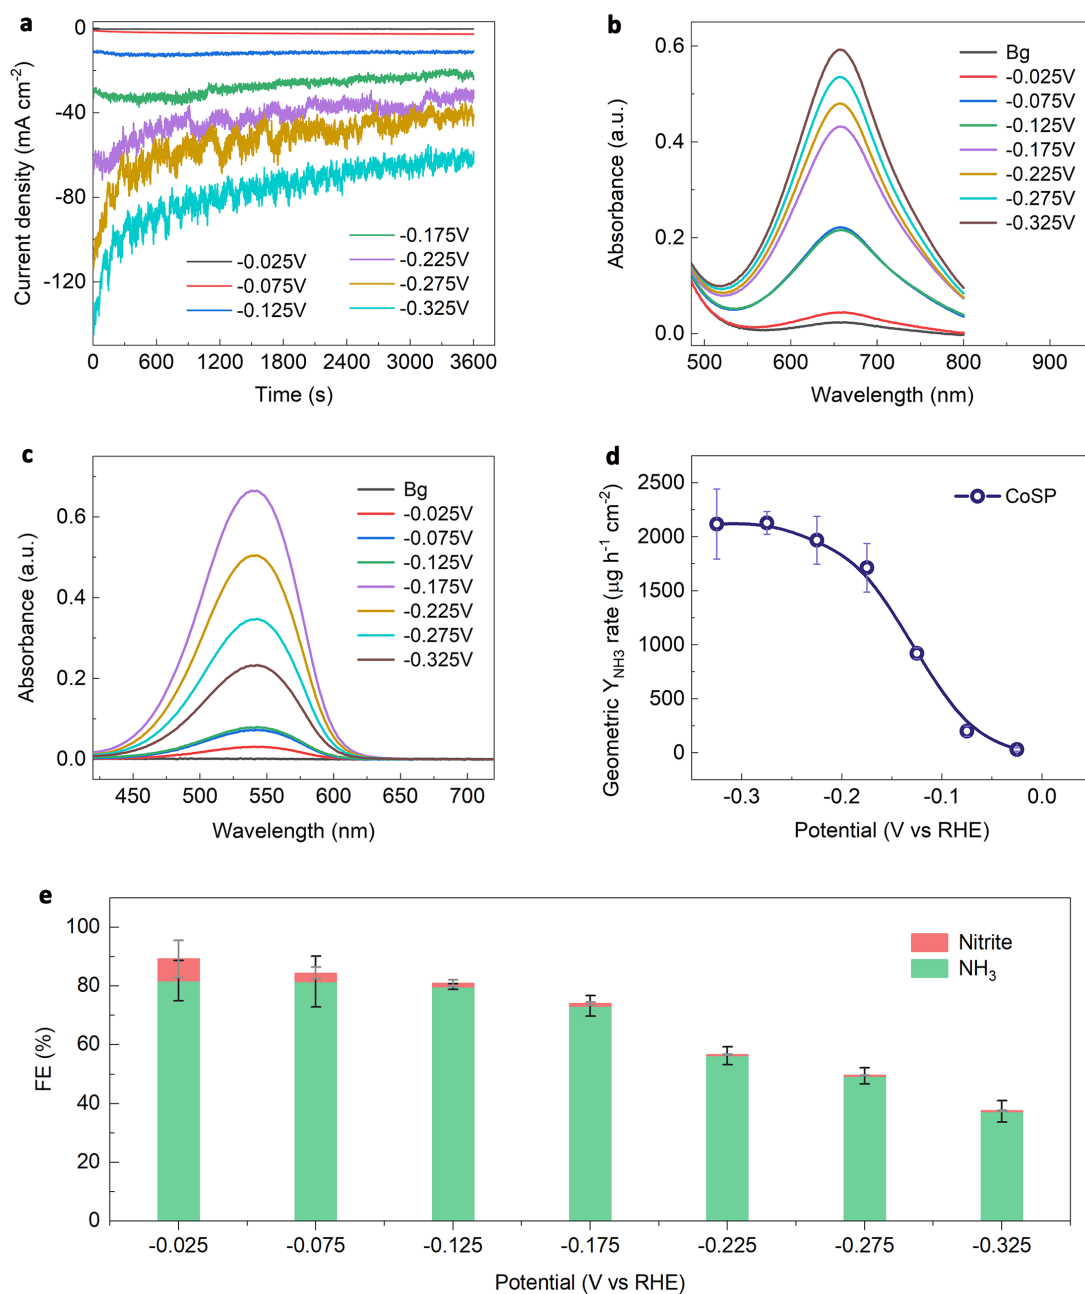 a
0
-40
-80
-120
Current density (mA cm⁻²)
-0.025V
-0.075V
-0.125V
-0.175V
-0.225V
-0.275V
-0.325V
0 600 1200 1800 2400 3000 3600
Time (s)
b
0.6
0.4
0.2
0.0
Absorbance (a.u.)
Bg
-0.025V
-0.075V
-0.125V
-0.175V
-0.225V
-0.275V
-0.325V
500 600 700 800 900
Wavelength (nm)
c
0.6
0.4
0.2
0.0
Absorbance (a.u.)
Bg
-0.025V
-0.075V
-0.125V
-0.175V
-0.225V
-0.275V
-0.325V
450 500 550 600 650 700
Wavelength (nm)
d
2500
2000
1500
1000
500
0
Geometric Y_NH3 rate (μg h⁻¹ cm⁻²)
CoSP
-0.3 -0.2 -0.1 0.0
Potential (V vs RHE)
e
100
80
60
40
20
0
FE (%)
Nitrite
NH₃
-0.025 -0.075 -0.125 -0.175 -0.225 -0.275 -0.325
Potential (V vs RHE)